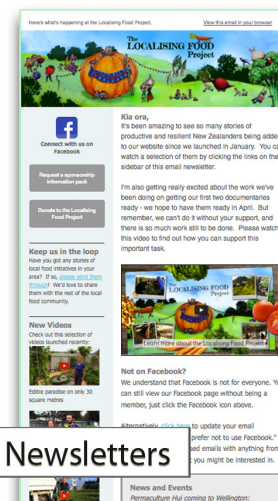 Here's what's happening at the Localising Food Project.
View this email in your browser
The
LOCALISING FOOD
Project
Connect with us on
Facebook
Request a sponsorship
information pack
Donate to the Localising
Food Project
Keep us in the loop
Have you got any stories of
local food initiatives in your
area? If so, please send them
through! We'd love to share
them with the rest of the local
food community.
New Videos
Check out the selection of
videos launched recently:
Edible paradise on only 30
square metres
Kia ora,
It's been amazing to see so many stories of
productive and resilient New Zealanders being adde
to our website since we launched in January. You ca
watch a selection of them by clicking the links on the
sidebar of this email newsletter.
I'm also getting really excited about the work we've
been doing on getting our first two documentaries
ready - we hope to have them ready in April. But
remember, we can't do it without your support, and
there is so much work still to be done. Please watch
this video to find out how you can support this
important task.
The
LOCALISING FOOD
Project
Learn more about the Localising Food Project
Not on Facebook?
We understand that Facebook is not for everyone. Y
can still view our Facebook page without being a
member, just click the Facebook icon above.
Alternatively, click here to update your email
prefer not to use Facebook."
sed emails with anything from
you might be interested in.
Newsletters
News and Events
Permaculture Hui coming to Wellington: